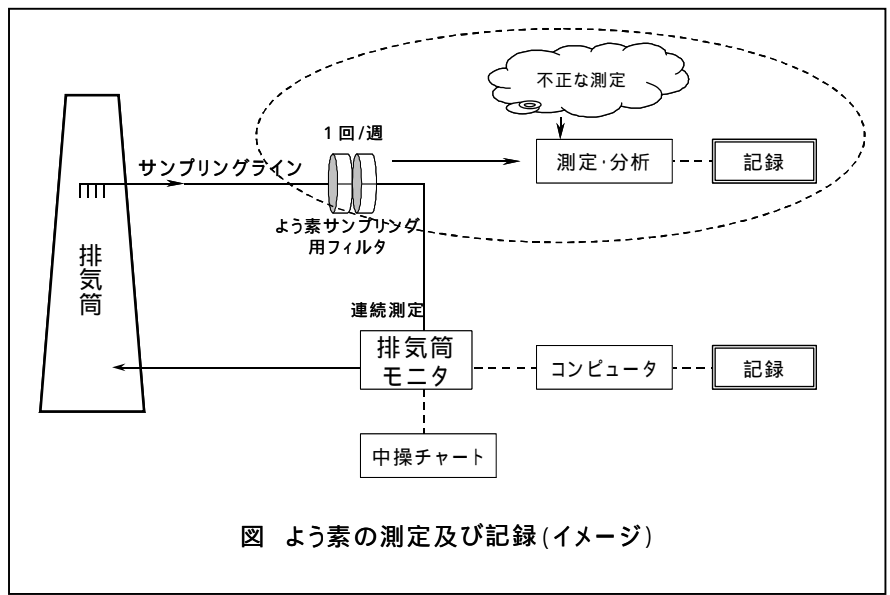 不正な測定
1回/週
測定・分析
記録
サンプリングライン
よう素サンプリング
用フィルタ
排気筒
連続測定
排気筒
モニタ
コンピュータ
記録
中操チャート
図 よう素の測定及び記録(イメージ)